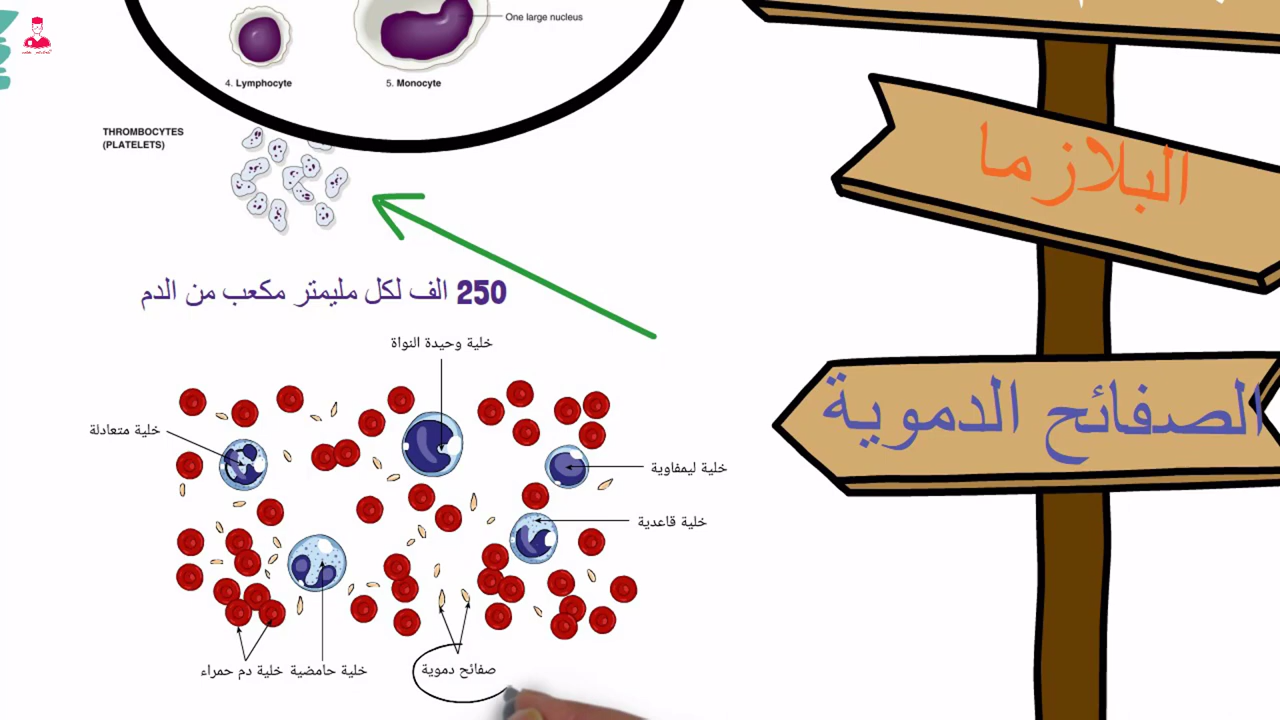 One large nucleus
4. Lymphocyte
5. Monocyte
THROMBOCYTES
(PLATELETS)
البلازما
250 الف لكل مليمتر مكعب من الدم
خلية وحيدة النواة
الصفائح الدموية
خلية متعادلة
خلية ليمفاوية
خلية قاعدية
خلية دم حمراء
خلية حامضية
صفائح دموية